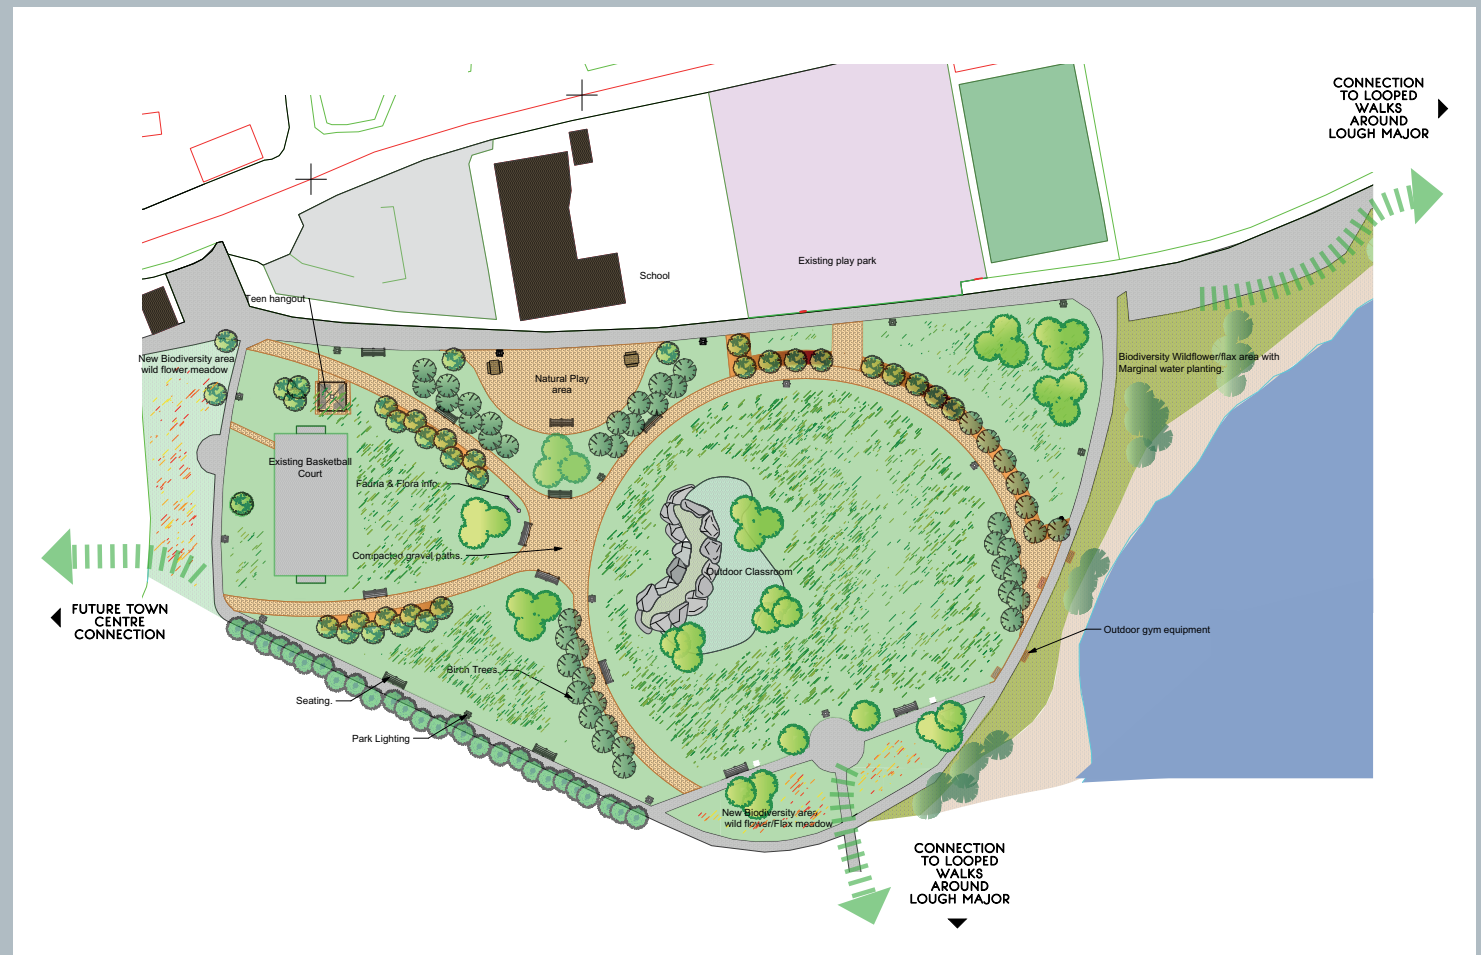 CONNECTION
TO LOOPED
WALKS
AROUND
LOUGH MAJOR
School
Existing play park
Teen hangout
New Biodiversity area
wild flower meadow
Natural Play
area
Biodiversity Wildflower/flax area with
Marginal water planting.
Existing Basketball
Court
Fauna & Flora Info.
Compacted graval paths.
Outdoor Classroom
FUTURE TOWN
CENTRE
CONNECTION
Outdoor gym equipment
Birch Trees.
Seating.
Park Lighting
New Biodiversity area
wild flower/Flax meadow
CONNECTION
TO LOOPED
WALKS
AROUND
LOUGH MAJOR